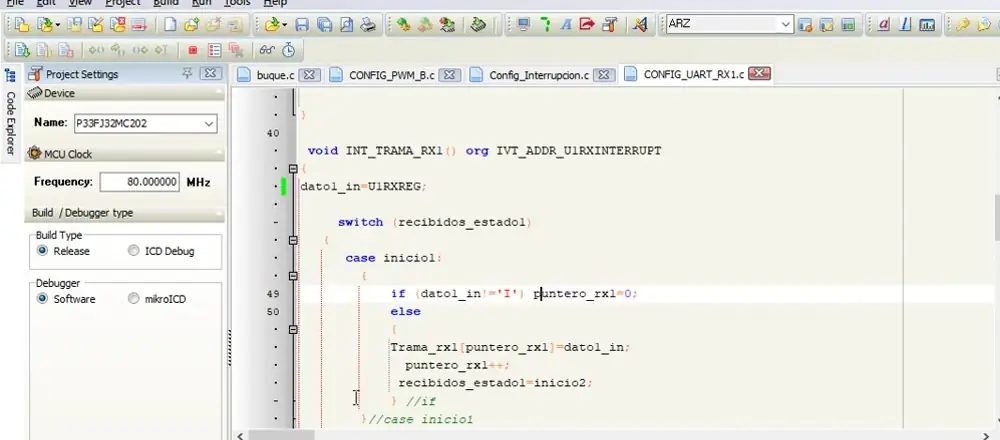 File Edit View Project Build Run Tools Help
ARZ
Project Settings
buque.c CONFIG_PWM_B.c Config_Interrupcion.c CONFIG_UART_RX1.c
Code Explorer
Device
Name: P33FJ32MC202
MCU Clock
Frequency: 80.000000 MHz
Build / Debugger type
Build Type
Release ICD Debug
Debugger
Software mikroICD
}
40
void INT_TRAMA_RX1() org IVT_ADDR_U1RXINTERRUPT
{
dato1_in=U1RXREG;
switch (recibidos_estado1)
{
case inicio1:
{
49 if (dato1_in!='I') puntero_rx1=0;
50 else
{
Trama_rx1[puntero_rx1]=dato1_in;
puntero_rx1++;
recibidos_estado1=inicio2;
} //if
}//case inicio1